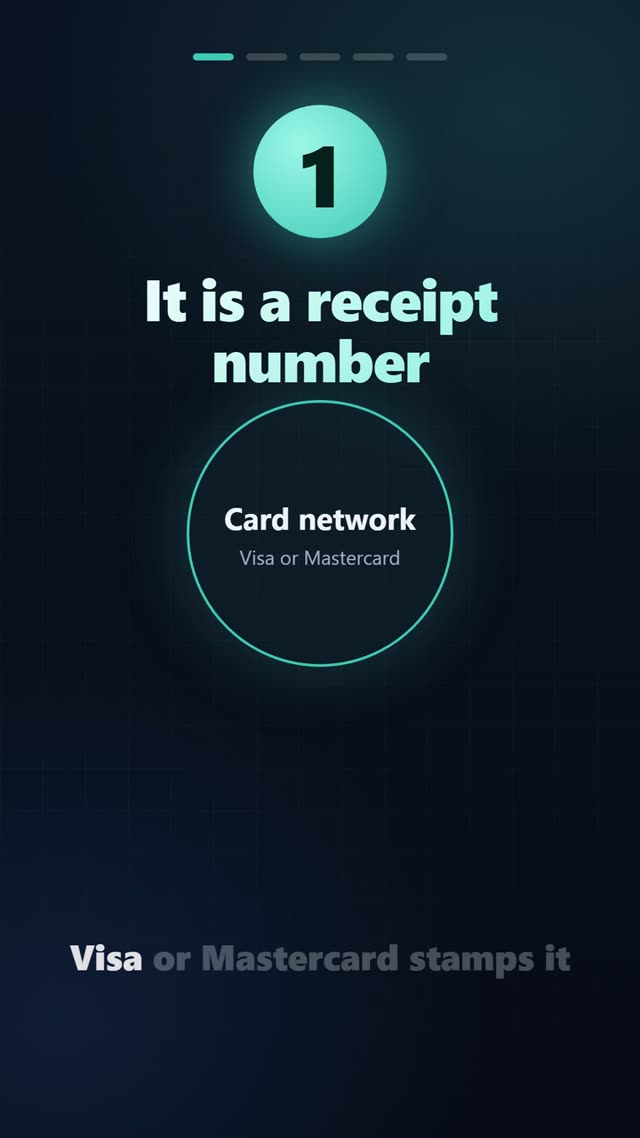 1
It is a receipt
number
Card network
Visa or Mastercard
Visa or Mastercard stamps it